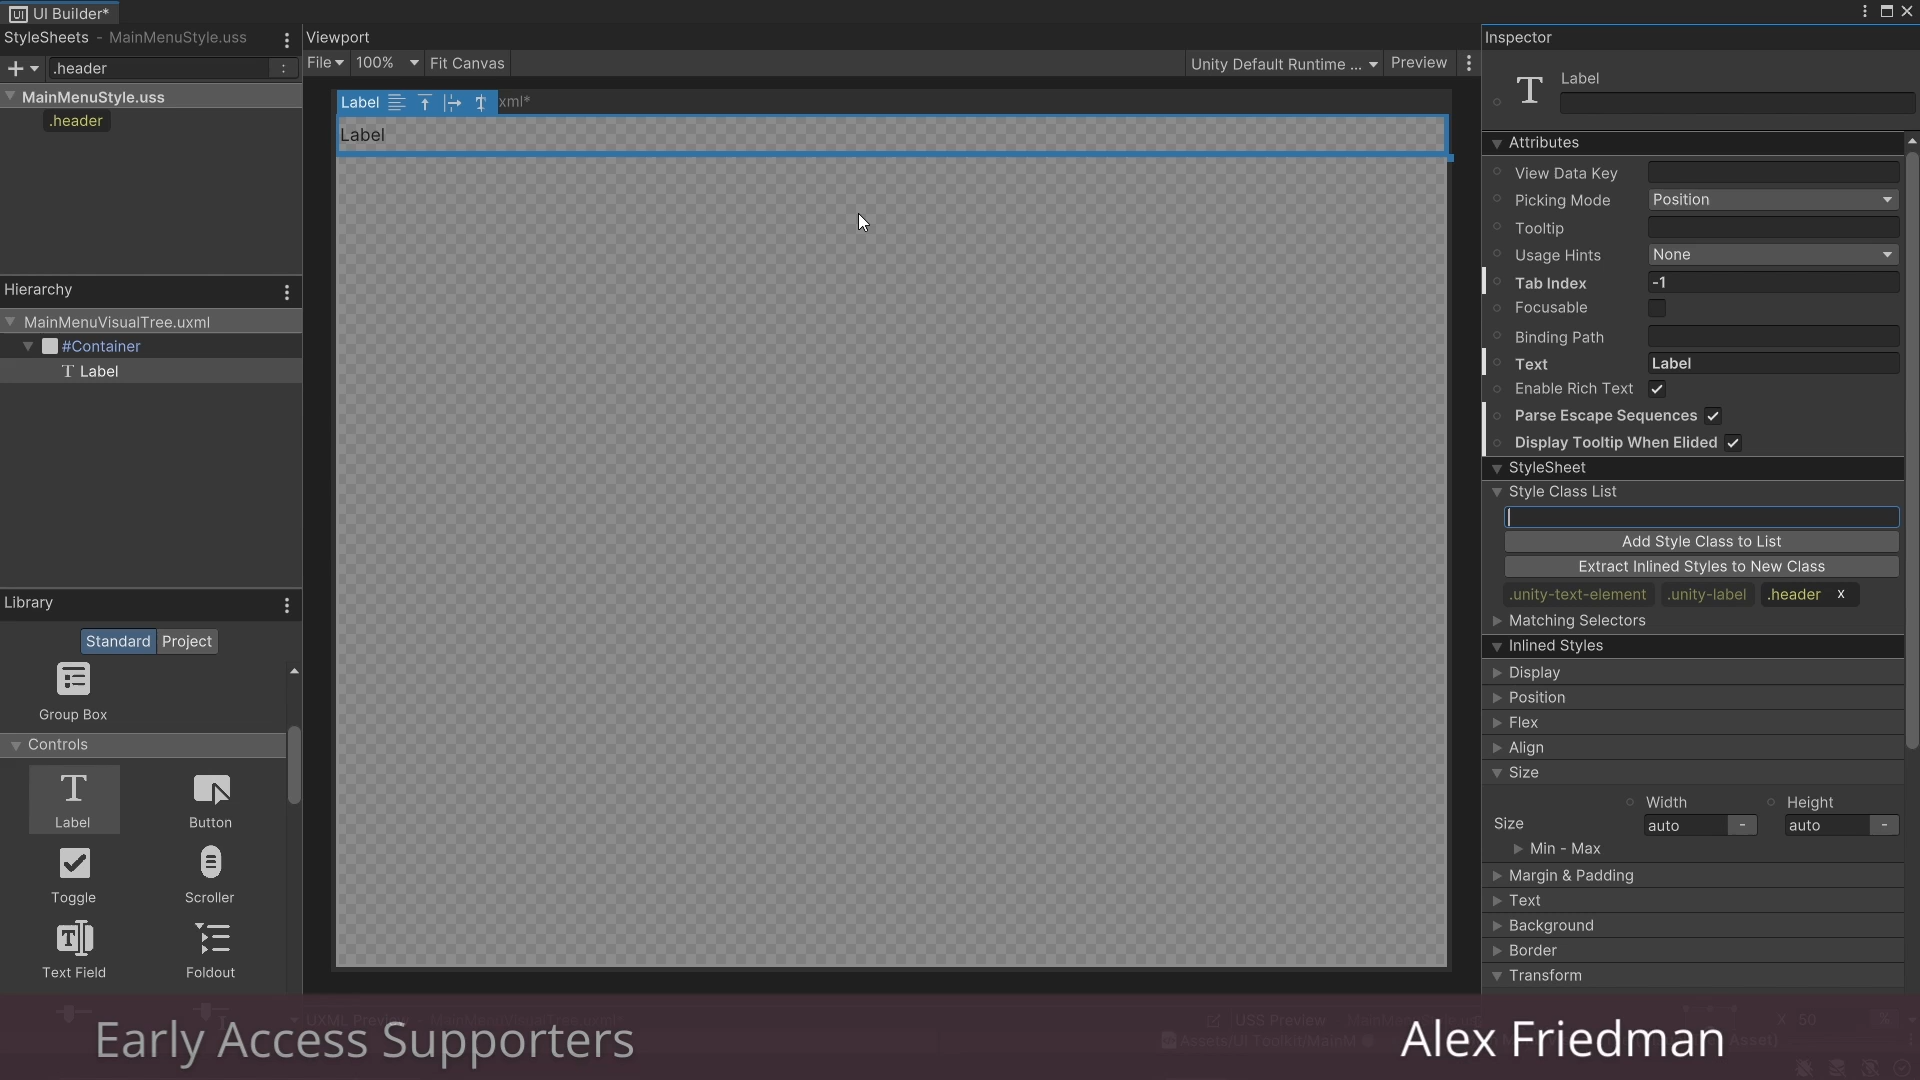 UI Builder*
StyleSheets - MainMenuStyle.uss
.header
MainMenuStyle.uss
.header
Hierarchy
MainMenuVisualTree.uxml
#Container
Label
Library
Standard Project
Group Box
Controls
Label Button
Toggle Scroller
Text Field Foldout
Viewport
File 100% Fit Canvas
Unity Default Runtime ... Preview
Label xml*
Label
Inspector
Label
Attributes
View Data Key
Picking Mode Position
Tooltip
Usage Hints None
Tab Index -1
Focusable
Binding Path
Text Label
Enable Rich Text
Parse Escape Sequences
Display Tooltip When Elided
StyleSheet
Style Class List
Add Style Class to List
Extract Inlined Styles to New Class
.unity-text-element .unity-label .header x
Matching Selectors
Inlined Styles
Display
Position
Flex
Align
Size
Width Height
Size auto - auto -
Min - Max
Margin & Padding
Text
Background
Border
Transform
UXML Preview
USS Preview
X 50
Early Access Supporters
Alex Friedman